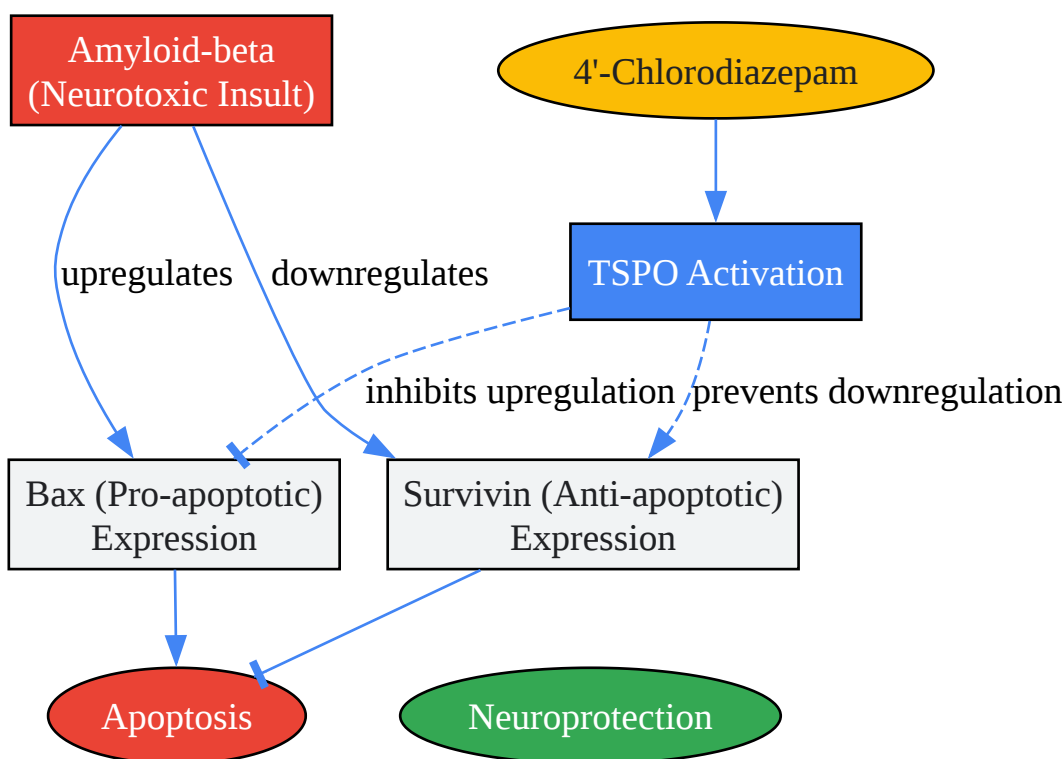 Amyloid-beta
(Neurotoxic Insult)
4'-Chlorodiazepam
upregulates
downregulates
TSPO Activation
inhibits upregulation
prevents downregulation
Bax (Pro-apoptotic)
Expression
Survivin (Anti-apoptotic)
Expression
Apoptosis
Neuroprotection